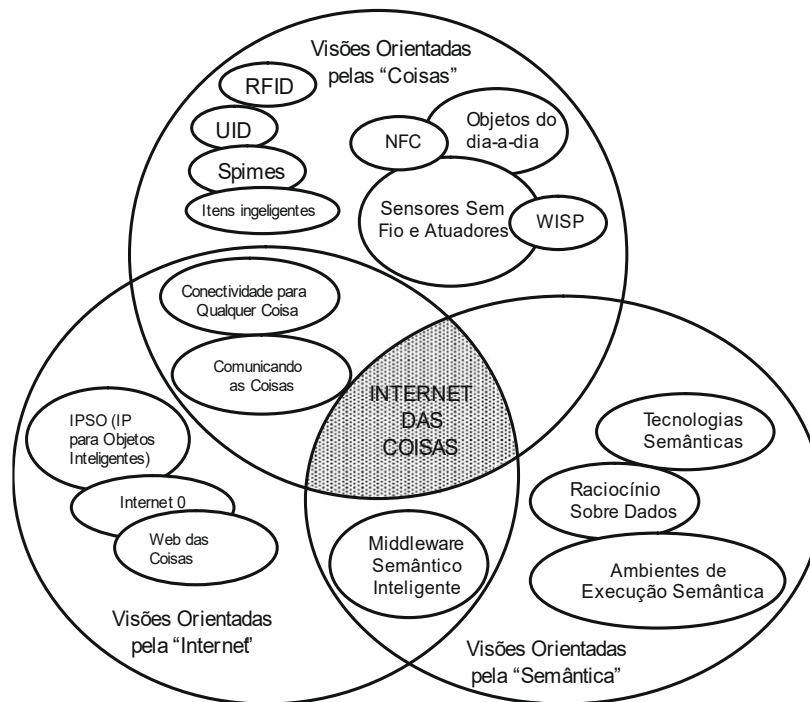 Visões Orientadas
pelas “Coisas”
RFID
UID
Spimes
Itens ingeligentes
NFC
Objetos do
dia-a-dia
Sensores Sem
Fio e Atuadores
WISP
Conectividade para
Qualquer Coisa
Comunicando
as Coisas
INTERNET
DAS
COISAS
IPSO (IP
para Objetos
Inteligentes)
Internet 0
Web das
Coisas
Visões Orientadas
pela “Internet”
Middleware
Semântico
Inteligente
Tecnologias
Semânticas
Raciocínio
Sobre Dados
Ambientes de
Execução Semântica
Visões Orientadas
pela “Semântica”